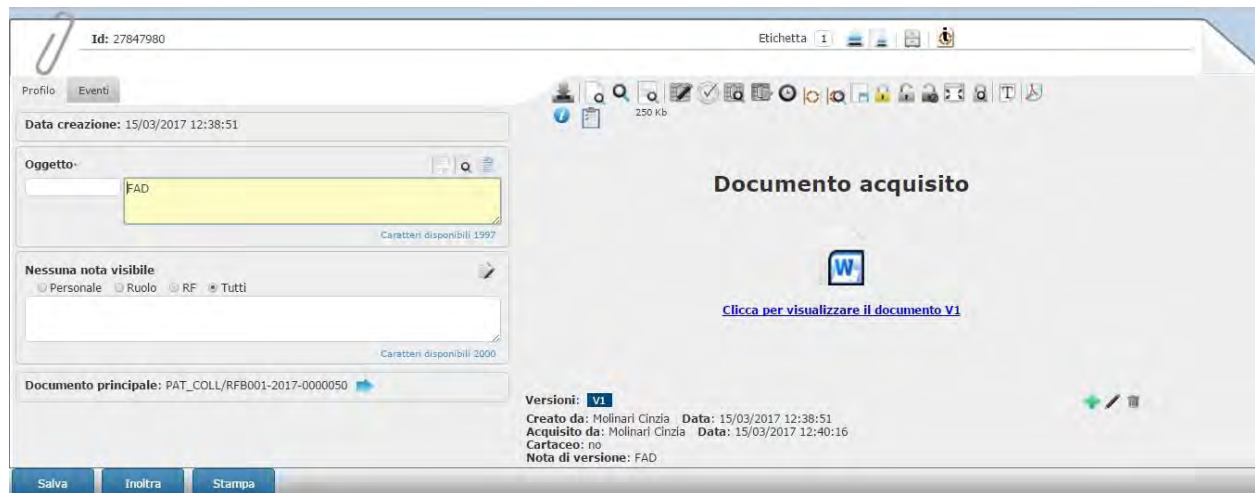 Id: 27847980
Etichetta 1
Profilo Eventi
250 Kb
Data creazione: 15/03/2017 12:38:51
Oggetto*
FAD
Caratteri disponibili 1997
Nessuna nota visibile
Personale Ruolo RF Tutti
Caratteri disponibili 2000
Documento principale: PAT_COLL/RFB001-2017-0000050
Documento acquisito
W
Clicca per visualizzare il documento V1
Versioni: V1
Creato da: Molinari Cinzia Data: 15/03/2017 12:38:51
Acquisito da: Molinari Cinzia Data: 15/03/2017 12:40:16
Cartaceo: no
Nota di versione: FAD
Salva Inoltra Stampa